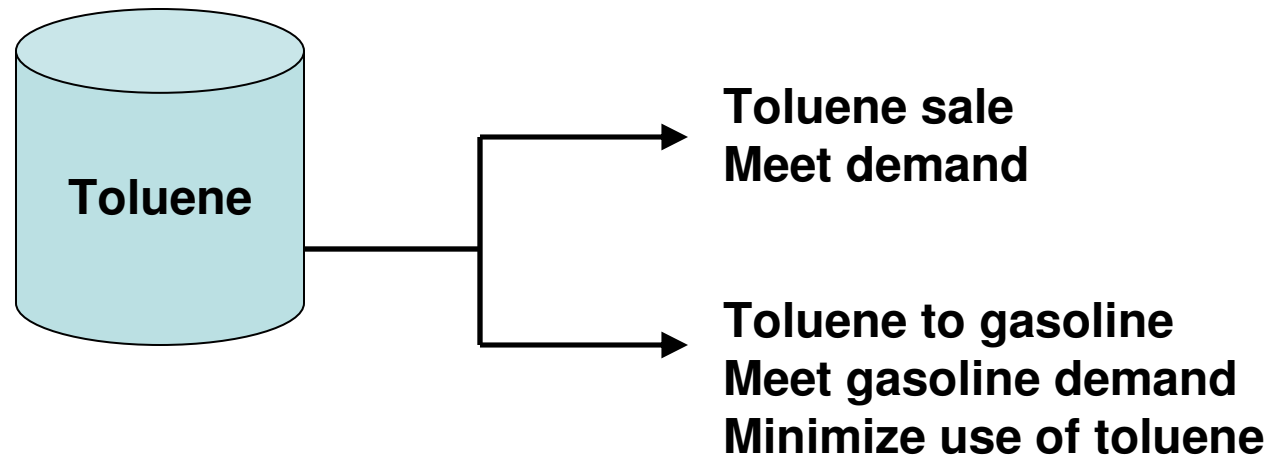 Toluene
Toluene sale
Meet demand
Toluene to gasoline
Meet gasoline demand
Minimize use of toluene